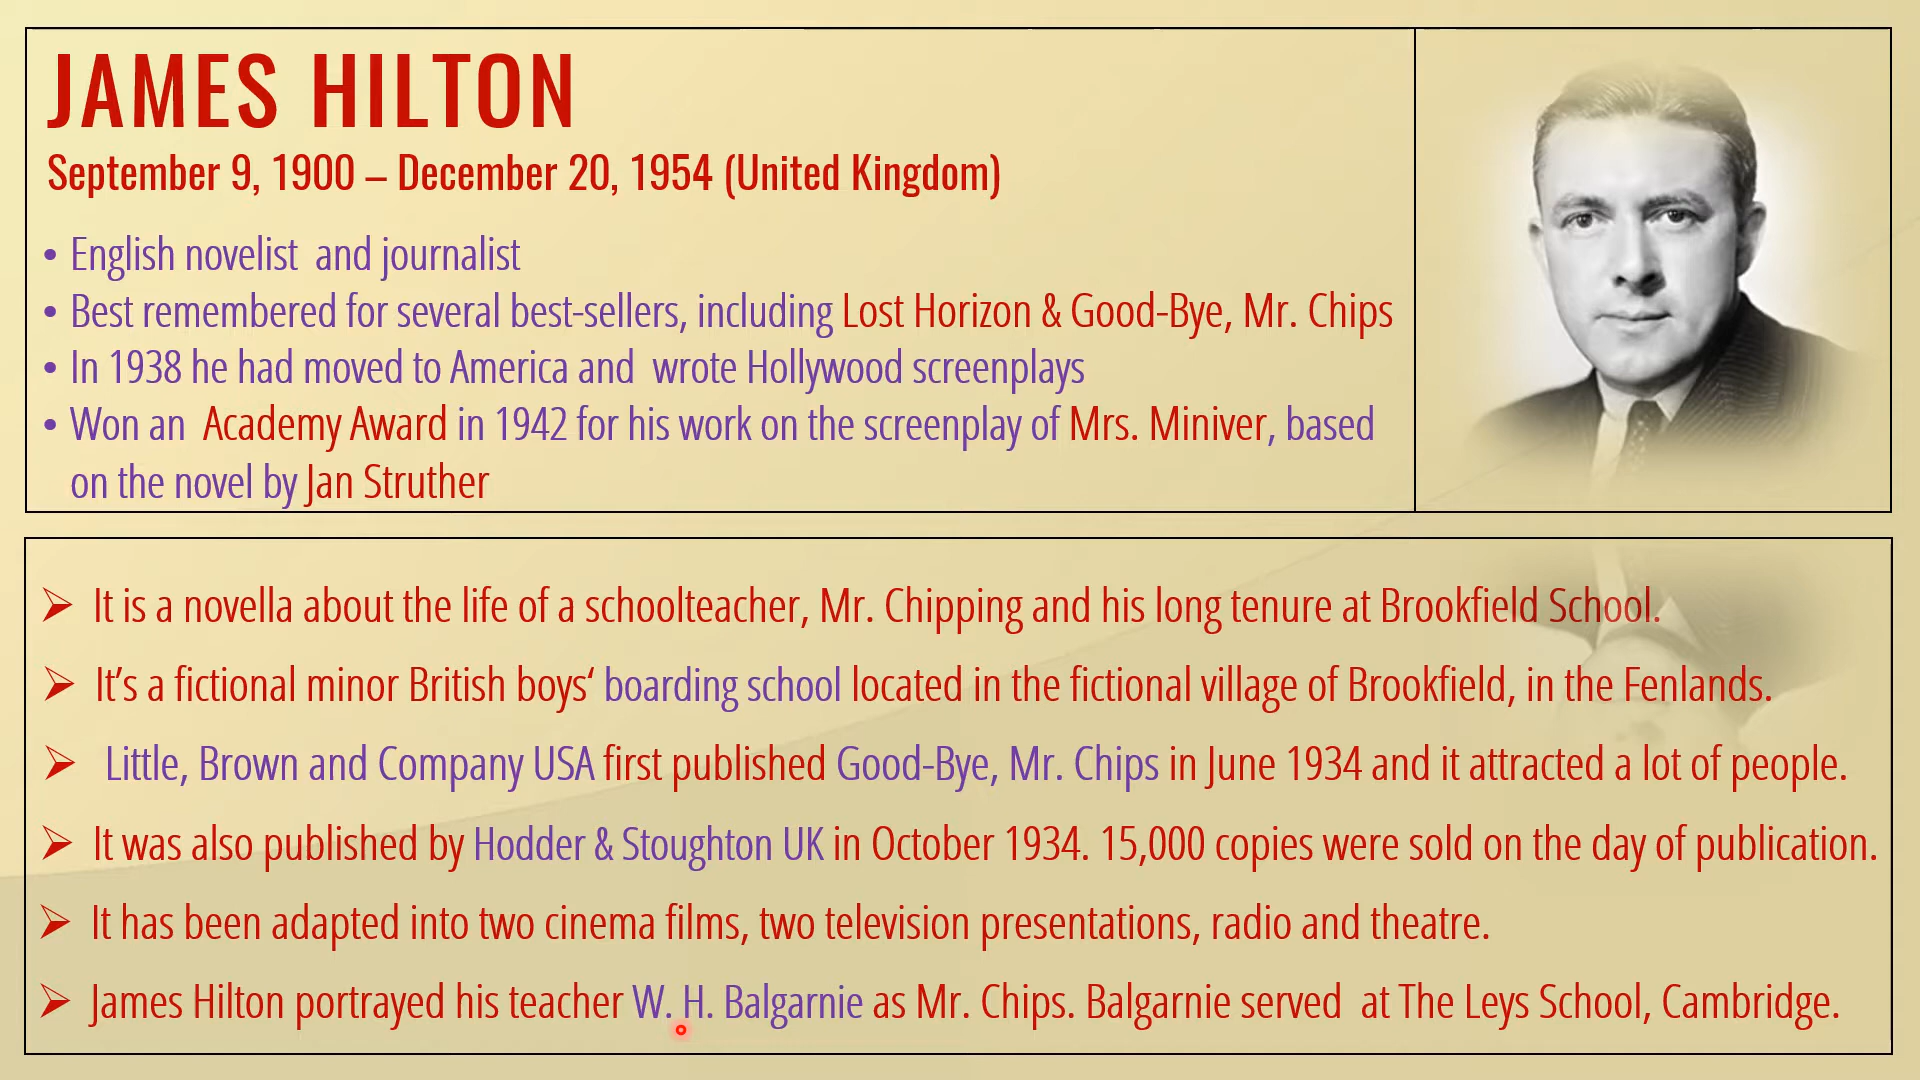 JAMES HILTON
September 9, 1900 – December 20, 1954 (United Kingdom)
• English novelist  and journalist
• Best remembered for several best-sellers, including Lost Horizon & Good-Bye, Mr. Chips
• In 1938 he had moved to America and  wrote Hollywood screenplays
• Won an  Academy Award in 1942 for his work on the screenplay of Mrs. Miniver, based
on the novel by Jan Struther
➢ It is a novella about the life of a schoolteacher, Mr. Chipping and his long tenure at Brookfield School.
➢ It’s a fictional minor British boys‘ boarding school located in the fictional village of Brookfield, in the Fenlands.
➢ Little, Brown and Company USA first published Good-Bye, Mr. Chips in June 1934 and it attracted a lot of people.
➢ It was also published by Hodder & Stoughton UK in October 1934. 15,000 copies were sold on the day of publication.
➢ It has been adapted into two cinema films, two television presentations, radio and theatre.
➢ James Hilton portrayed his teacher W. H. Balgarnie as Mr. Chips. Balgarnie served  at The Leys School, Cambridge.